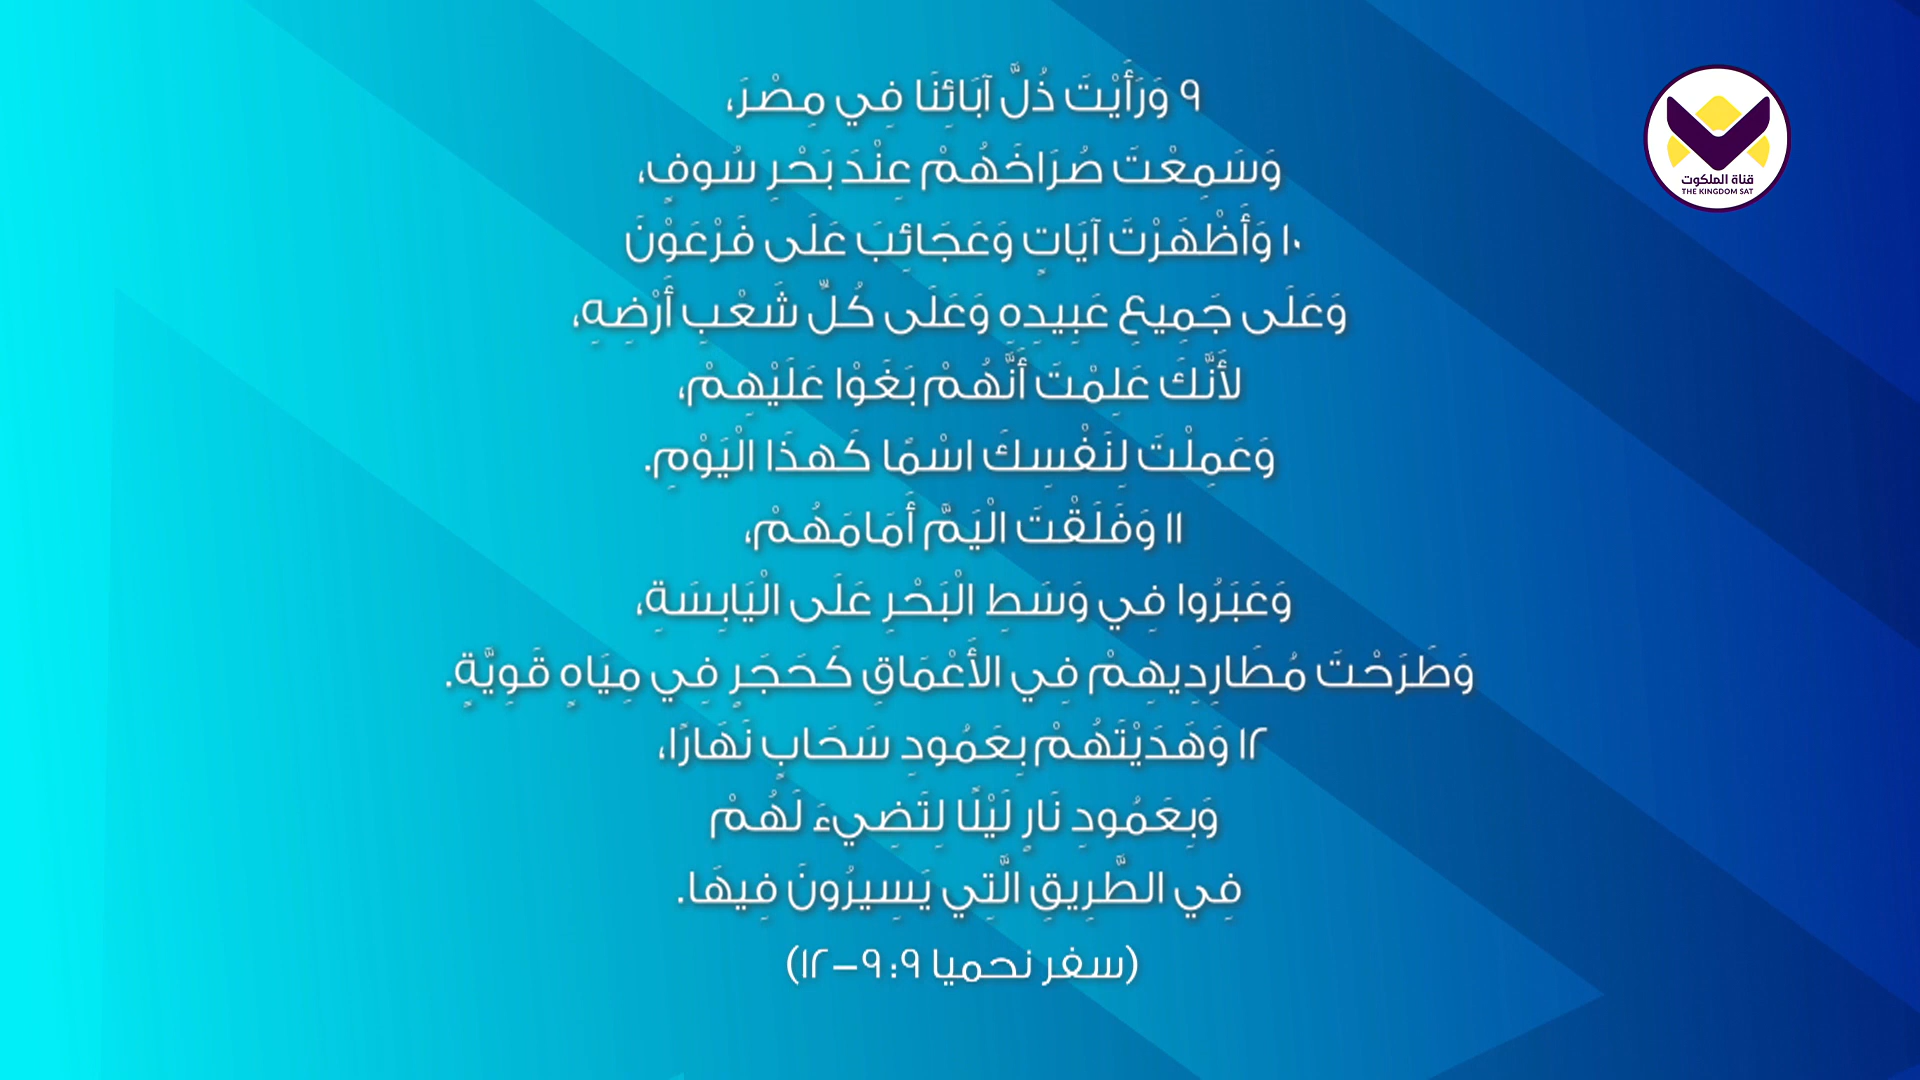 ٩ وَرَأَيْتَ ذُلَّ آبَائِنَا فِي مِصْرَ،
وَسَمِعْتَ صُرَاخَهُمْ عِنْدَ بَحْرِ سُوفٍ،
١٠ وَأَظْهَرْتَ آيَاتٍ وَعَجَائِبَ عَلَى فَرْعَوْنَ
وَعَلَى جَمِيعِ عَبِيدِهِ وَعَلَى كُلِّ شَعْبِ أَرْضِهِ،
لأَنَّكَ عَلِمْتَ أَنَّهُمْ بَغَوْا عَلَيْهِمْ،
وَعَمِلْتَ لِنَفْسِكَ اسْمًا كَهذَا الْيَوْمِ.
١١ وَفَلَقْتَ الْيَمَّ أَمَامَهُمْ،
وَعَبَرُوا فِي وَسَطِ الْبَحْرِ عَلَى الْيَابِسَةِ،
وَطَرَحْتَ مُطَارِدِيهِمْ فِي الأَعْمَاقِ كَحَجَرٍ فِي مِيَاهٍ قَوِيَّةٍ.
١٢ وَهَدَيْتَهُمْ بِعَمُودِ سَحَابٍ نَهَارًا،
وَبِعَمُودِ نَارٍ لَيْلًا لِتَضِيءَ لَهُمْ
فِي الطَّرِيقِ الَّتِي يَسِيرُونَ فِيهَا.
(سفر نحميا ٩: ٩–١٢)
قناة الملكوت
THE KINGDOM SAT